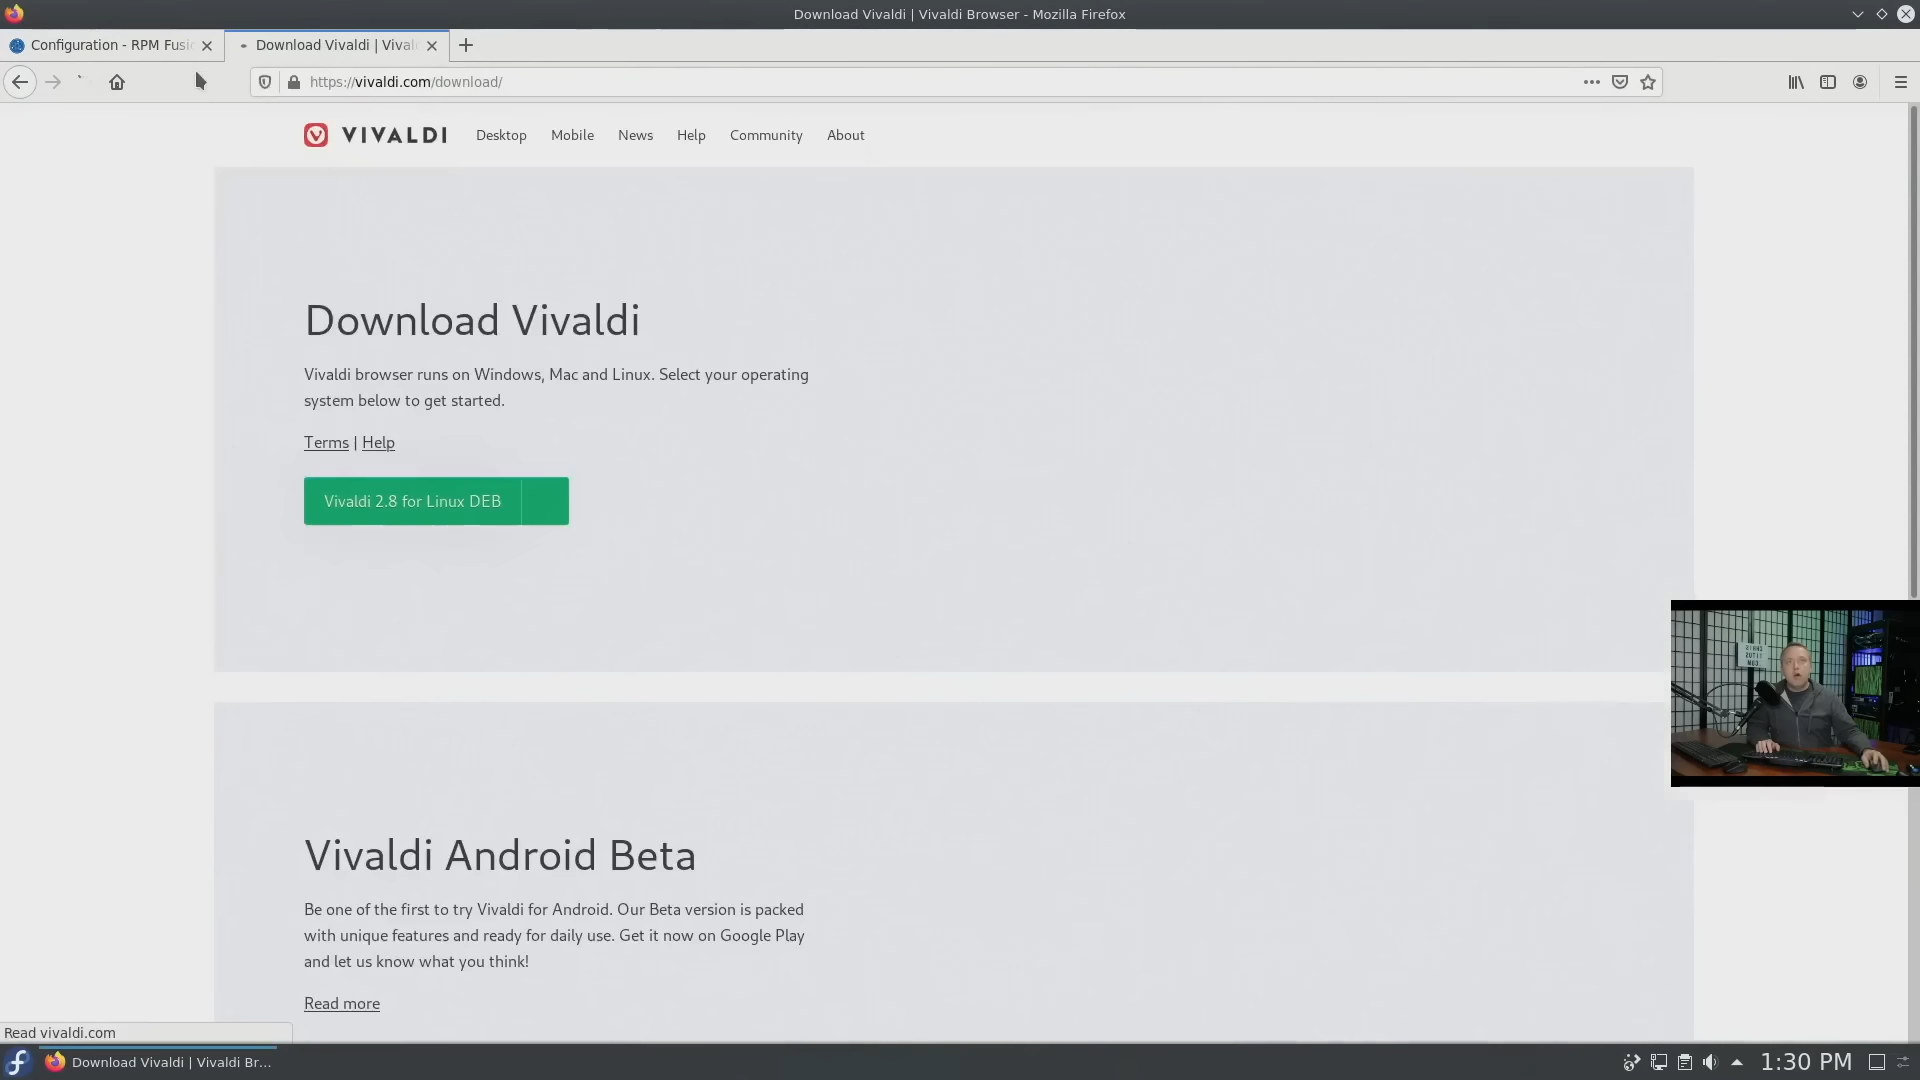 Download Vivaldi | Vivaldi Browser - Mozilla Firefox
Configuration - RPM Fusi
Download Vivaldi | Vival
https://vivaldi.com/download/
VIVALDI
Desktop
Mobile
News
Help
Community
About
Download Vivaldi
Vivaldi browser runs on Windows, Mac and Linux. Select your operating
system below to get started.
Terms | Help
Vivaldi 2.8 for Linux DEB
Vivaldi Android Beta
Be one of the first to try Vivaldi for Android. Our Beta version is packed
with unique features and ready for daily use. Get it now on Google Play
and let us know what you think!
Read more
Read vivaldi.com
Download Vivaldi | Vivaldi Br...
1:30 PM